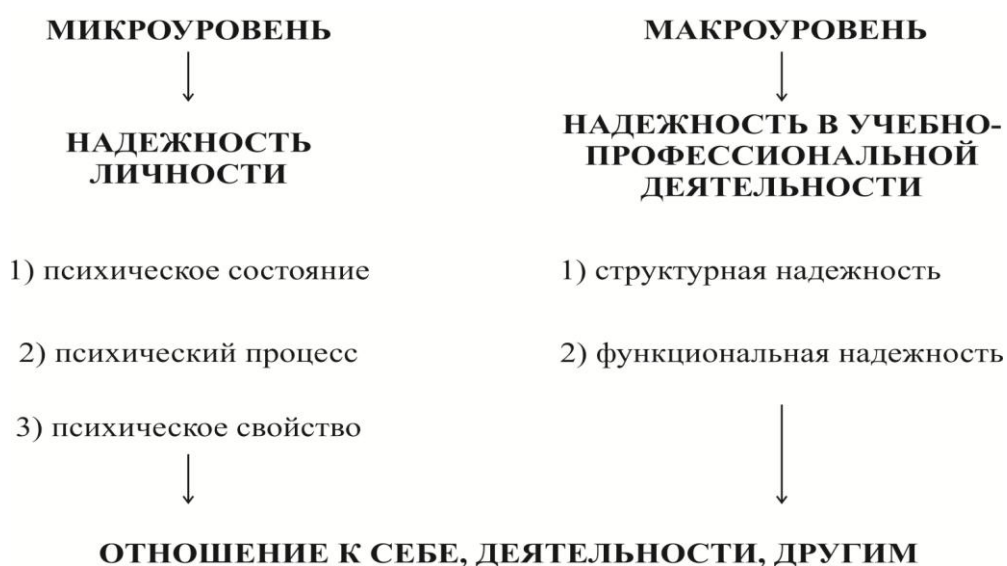 МИКРОУРОВЕНЬ
НАДЕЖНОСТЬ
ЛИЧНОСТИ
1) психическое состояние
2) психический процесс
3) психическое свойство
МАКРОУРОВЕНЬ
НАДЕЖНОСТЬ В УЧЕБНО-
ПРОФЕССИОНАЛЬНОЙ
ДЕЯТЕЛЬНОСТИ
1) структурная надежность
2) функциональная надежность
ОТНОШЕНИЕ К СЕБЕ, ДЕЯТЕЛЬНОСТИ, ДРУГИМ